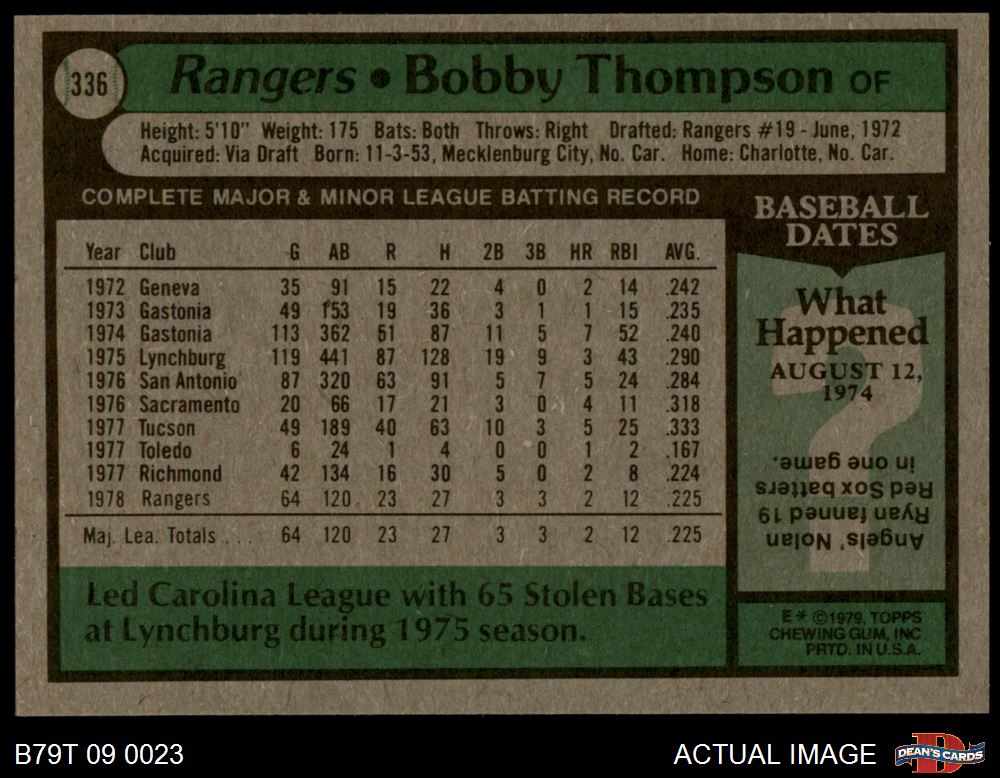 336
Rangers • Bobby Thompson OF
Height: 5'10" Weight: 175 Bats: Both Throws: Right Drafted: Rangers #19 - June, 1972
Acquired: Via Draft Born: 11-3-53, Mecklenburg City, No. Car. Home: Charlotte, No. Car.
COMPLETE MAJOR & MINOR LEAGUE BATTING RECORD
Year Club G AB R H 2B 3B HR RBI AVG.
1972 Geneva 35 91 15 22 4 0 2 14 .242
1973 Gastonia 49 153 19 36 3 1 1 15 .235
1974 Gastonia 113 362 51 87 11 5 7 52 .240
1975 Lynchburg 119 441 87 128 19 9 3 43 .290
1976 San Antonio 87 320 63 91 5 7 5 24 .284
1976 Sacramento 20 66 17 21 3 0 4 11 .318
1977 Tucson 49 189 40 63 10 3 5 25 .333
1977 Toledo 6 24 1 4 0 0 1 2 .167
1977 Richmond 42 134 16 30 5 0 2 8 .224
1978 Rangers 64 120 23 27 3 3 2 12 .225
Maj. Lea. Totals . . . 64 120 23 27 3 3 2 12 .225
Led Carolina League with 65 Stolen Bases
at Lynchburg during 1975 season.
BASEBALL
DATES
What
Happened
AUGUST 12,
1974
?
Angels' Nolan
Ryan fanned 19
Red Sox batters
in one game.
E* ©1979, TOPPS
CHEWING GUM, INC
PRTD. IN U.S.A.
B79T 09 0023
ACTUAL IMAGE
DEAN'S CARDS